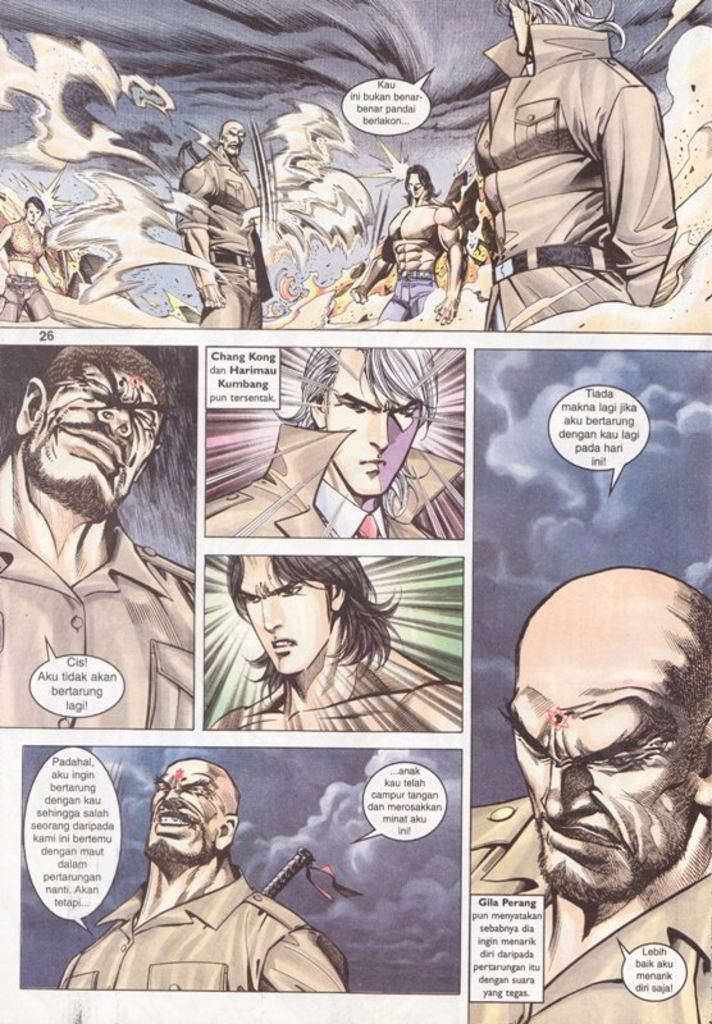 Kau
ini bukan benar-
benar pandai
berlakon...
26
Cis!
Aku tidak akan
bertarung
lagi!
Chang Kong
dan Harimau
Kumbang
pun tersentak.
Tiada
makna lagi jika
aku bertarung
dengan kau lagi
pada hari
ini!
Padahal,
aku ingin
bertarung
dengan kau
sehingga salah
seorang daripada
kami ini bertemu
dengan maut
dalam
pertarungan
nanti. Akan
tetapi...
...anak
kau telah
campur tangan
dan merosakkan
minat aku
ini!
Gila Perang
pun menyatakan
sebabnya dia
ingin menarik
diri daripada
pertarungan itu
dengan suara
yang tegas.
Lebih
baik aku
menarik
diri saja!